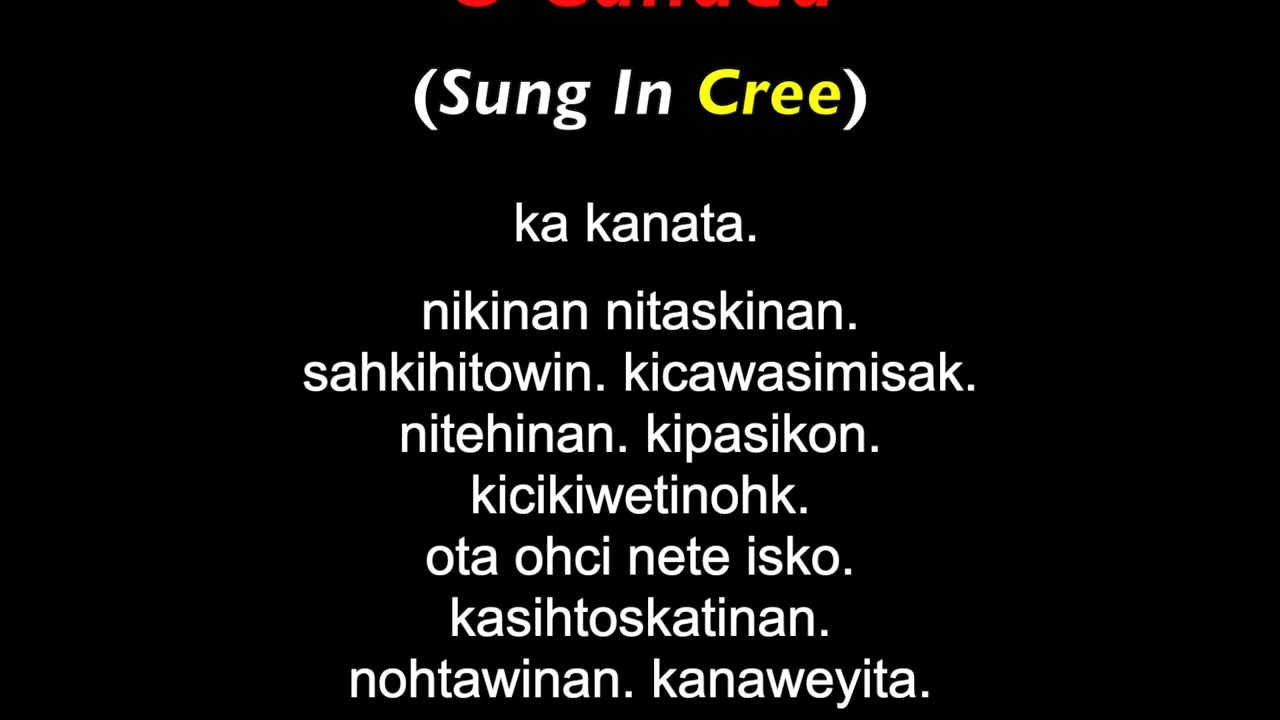 O Canada
(Sung In Cree)
ka kanata.
nikinan nitaskinan.
sahkihitowin. kicawasimisak.
nitehinan. kipasikon.
kicikiwetinohk.
ota ohci nete isko.
kasihtoskatinan.
nohtawinan. kanaweyita.